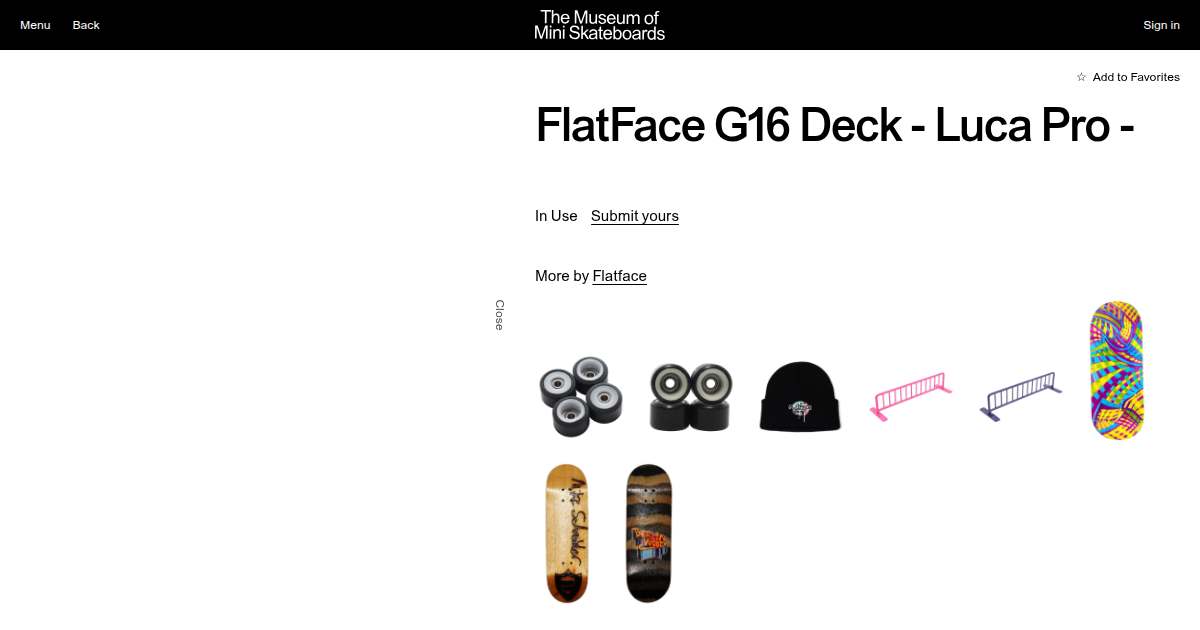 Menu
Back
The Museum of
Mini Skateboards
Sign in
☆ Add to Favorites
FlatFace G16 Deck - Luca Pro -
In Use
Submit yours
More by Flatface
Close